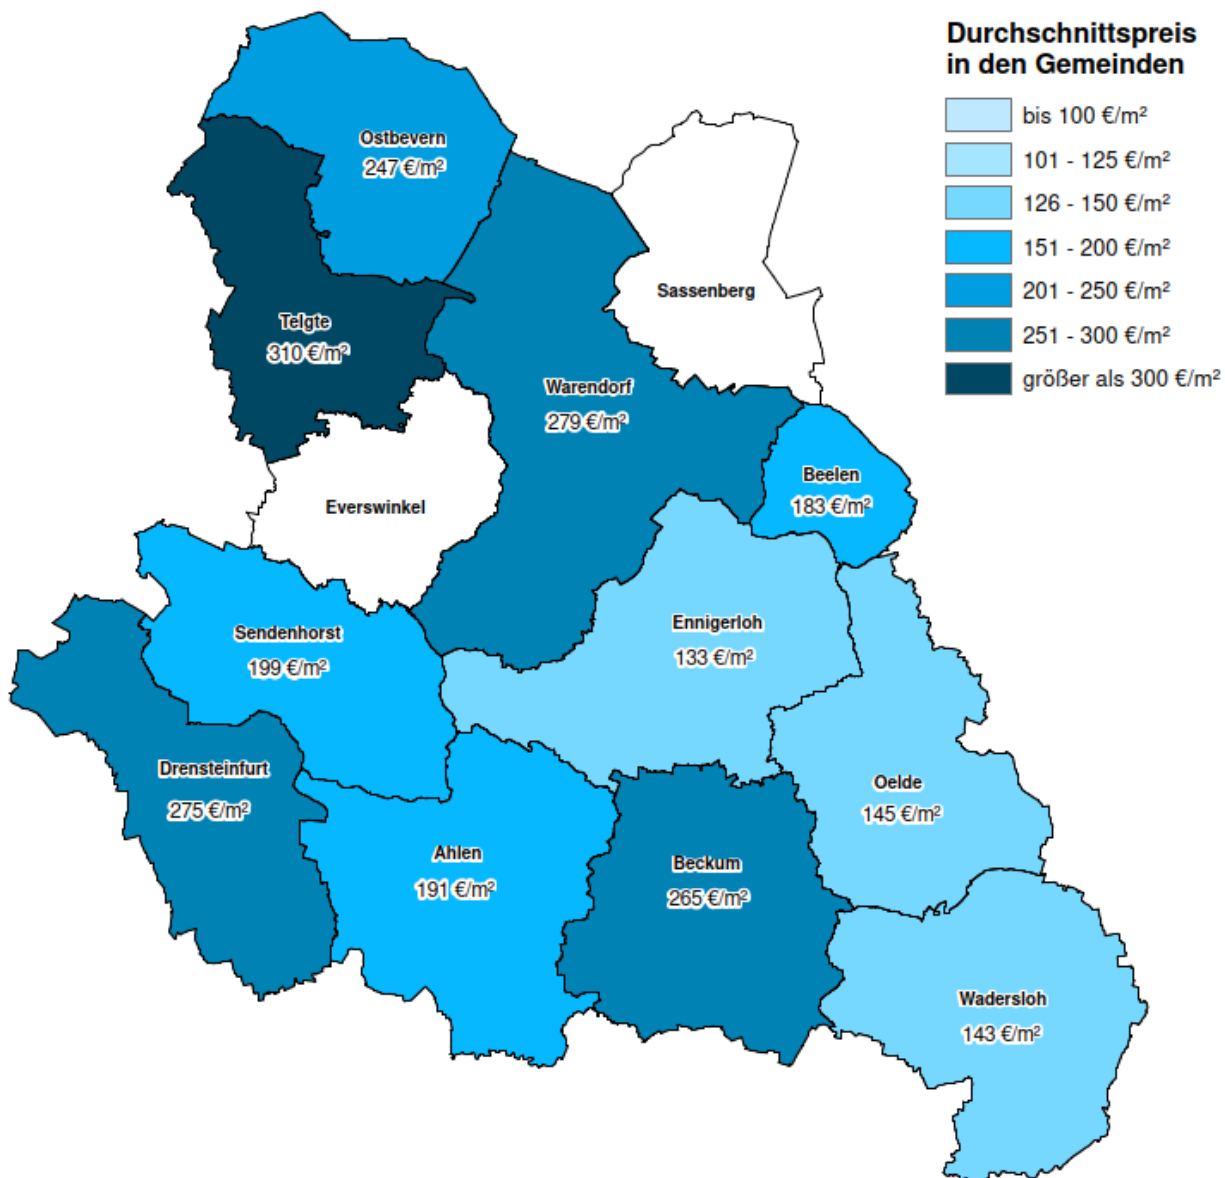 Durchschnittspreis
in den Gemeinden
bis 100 €/m²
101 - 125 €/m²
126 - 150 €/m²
151 - 200 €/m²
201 - 250 €/m²
251 - 300 €/m²
größer als 300 €/m²
Ostbevern
247 €/m²
Sassenberg
Telgte
310 €/m²
Warendorf
279 €/m²
Beelen
183 €/m²
Everswinkel
Ennigerloh
133 €/m²
Sendenhorst
199 €/m²
Drensteinfurt
275 €/m²
Oelde
145 €/m²
Ahlen
191 €/m²
Beckum
265 €/m²
Wadersloh
143 €/m²